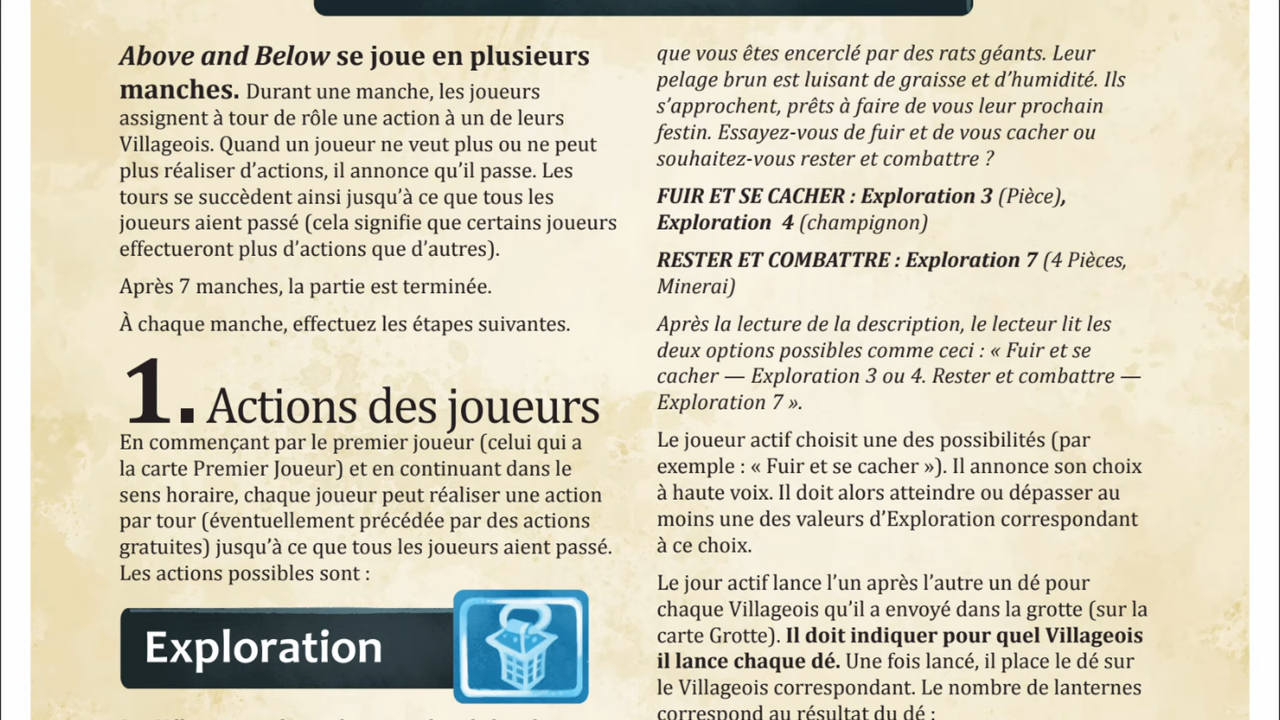 Above and Below se joue en plusieurs
manches. Durant une manche, les joueurs
assignent à tour de rôle une action à un de leurs
Villageois. Quand un joueur ne veut plus ou ne peut
plus réaliser d’actions, il annonce qu’il passe. Les
tours se succèdent ainsi jusqu’à ce que tous les
joueurs aient passé (cela signifie que certains joueurs
effectueront plus d’actions que d’autres).
Après 7 manches, la partie est terminée.
À chaque manche, effectuez les étapes suivantes.
1. Actions des joueurs
En commençant par le premier joueur (celui qui a
la carte Premier Joueur) et en continuant dans le
sens horaire, chaque joueur peut réaliser une action
par tour (éventuellement précédée par des actions
gratuites) jusqu’à ce que tous les joueurs aient passé.
Les actions possibles sont :
Exploration
que vous êtes encerclé par des rats géants. Leur
pelage brun est luisant de graisse et d’humidité. Ils
s’approchent, prêts à faire de vous leur prochain
festin. Essayez-vous de fuir et de vous cacher ou
souhaitez-vous rester et combattre ?
FUIR ET SE CACHER : Exploration 3 (Pièce),
Exploration 4 (champignon)
RESTER ET COMBATTRE : Exploration 7 (4 Pièces,
Minerai)
Après la lecture de la description, le lecteur lit les
deux options possibles comme ceci : « Fuir et se
cacher — Exploration 3 ou 4. Rester et combattre —
Exploration 7 ».
Le joueur actif choisit une des possibilités (par
exemple : « Fuir et se cacher »). Il annonce son choix
à haute voix. Il doit alors atteindre ou dépasser au
moins une des valeurs d’Exploration correspondant
à ce choix.
Le jour actif lance l’un après l’autre un dé pour
chaque Villageois qu’il a envoyé dans la grotte (sur la
carte Grotte). Il doit indiquer pour quel Villageois
il lance chaque dé. Une fois lancé, il place le dé sur
le Villageois correspondant. Le nombre de lanternes
correspond au résultat du dé :